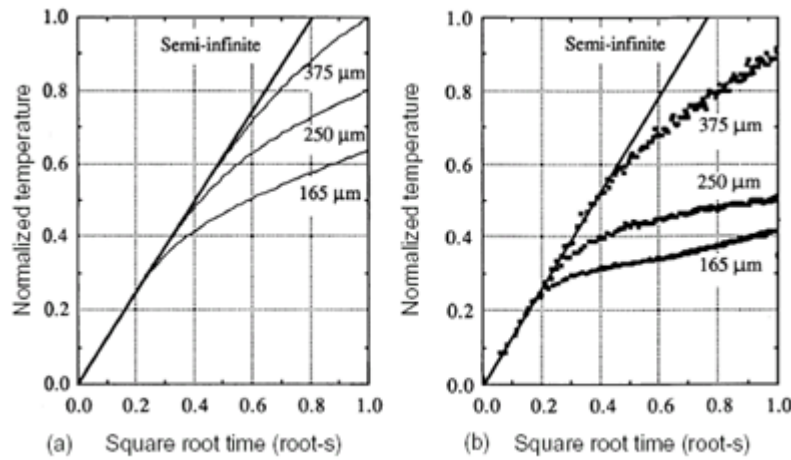 Normalized temperature
1.0
0.8
0.6
0.4
0.2
0.0
Semi-infinite
375 µm
250 µm
165 µm
0.0 0.2 0.4 0.6 0.8 1.0
(a) Square root time (root-s)
Normalized temperature
1.0
0.8
0.6
0.4
0.2
0.0
Semi-infinite
375 µm
250 µm
165 µm
0.0 0.2 0.4 0.6 0.8 1.0
(b) Square root time (root-s)